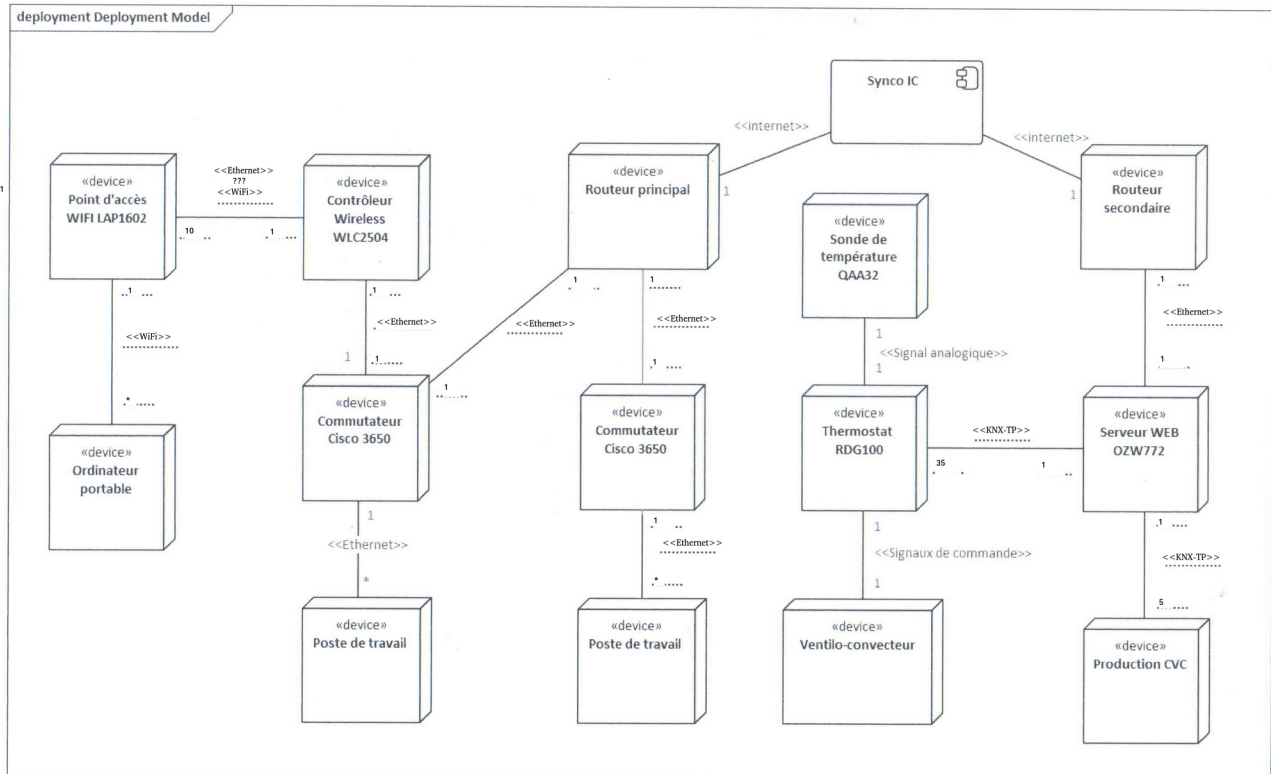 deployment Deployment Model
Synco IC
<<internet>>
<<internet>>
1
1
1
«device»
Point d'accès
WIFI LAP1602
<<Ethernet>>
???
<<WiFi>>
10
1
«device»
Contrôleur
Wireless
WLC2504
«device»
Routeur principal
«device»
Sonde de
température
QAA32
«device»
Routeur
secondaire
1
<<WiFi>>
*
1
<<Ethernet>>
1
1
1
<<Ethernet>>
1
1
<<Ethernet>>
1
1
<<Signal analogique>>
1
1
<<Ethernet>>
1
«device»
Ordinateur
portable
«device»
Commutateur
Cisco 3650
«device»
Commutateur
Cisco 3650
«device»
Thermostat
RDG100
<<KNX-TP>>
35
1
«device»
Serveur WEB
OZW772
1
<<Ethernet>>
*
1
<<Ethernet>>
*
1
<<Signaux de commande>>
1
1
<<KNX-TP>>
5
«device»
Poste de travail
«device»
Poste de travail
«device»
Ventilo-convecteur
«device»
Production CVC